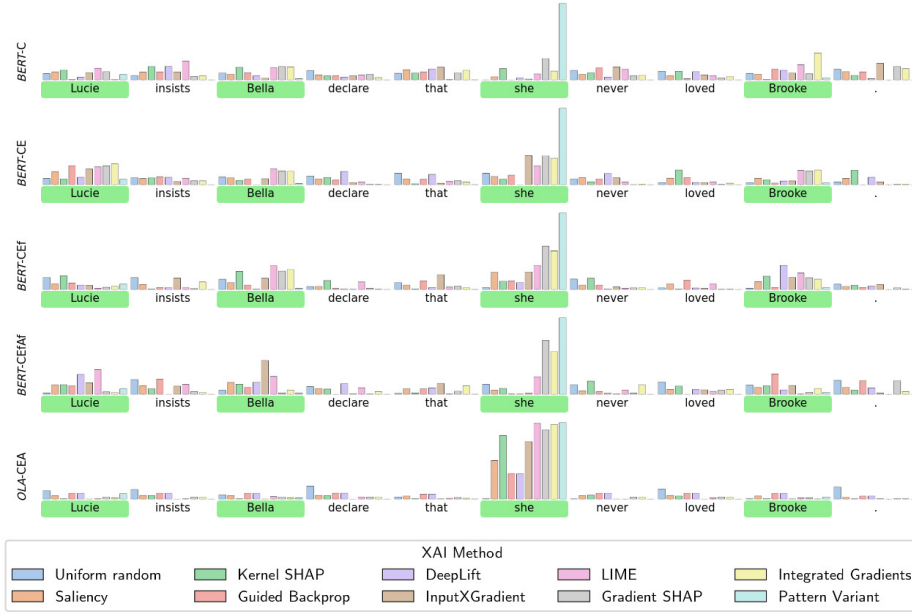 BERT-C
Lucie insists Bella declare that she never loved Brooke .
BERT-CE
Lucie insists Bella declare that she never loved Brooke .
BERT-CEf
Lucie insists Bella declare that she never loved Brooke .
BERT-CEfAf
Lucie insists Bella declare that she never loved Brooke .
OLA-CEA
Lucie insists Bella declare that she never loved Brooke .
XAI Method
Uniform random Kernel SHAP DeepLift LIME Integrated Gradients
Saliency Guided Backprop InputXGradient Gradient SHAP Pattern Variant